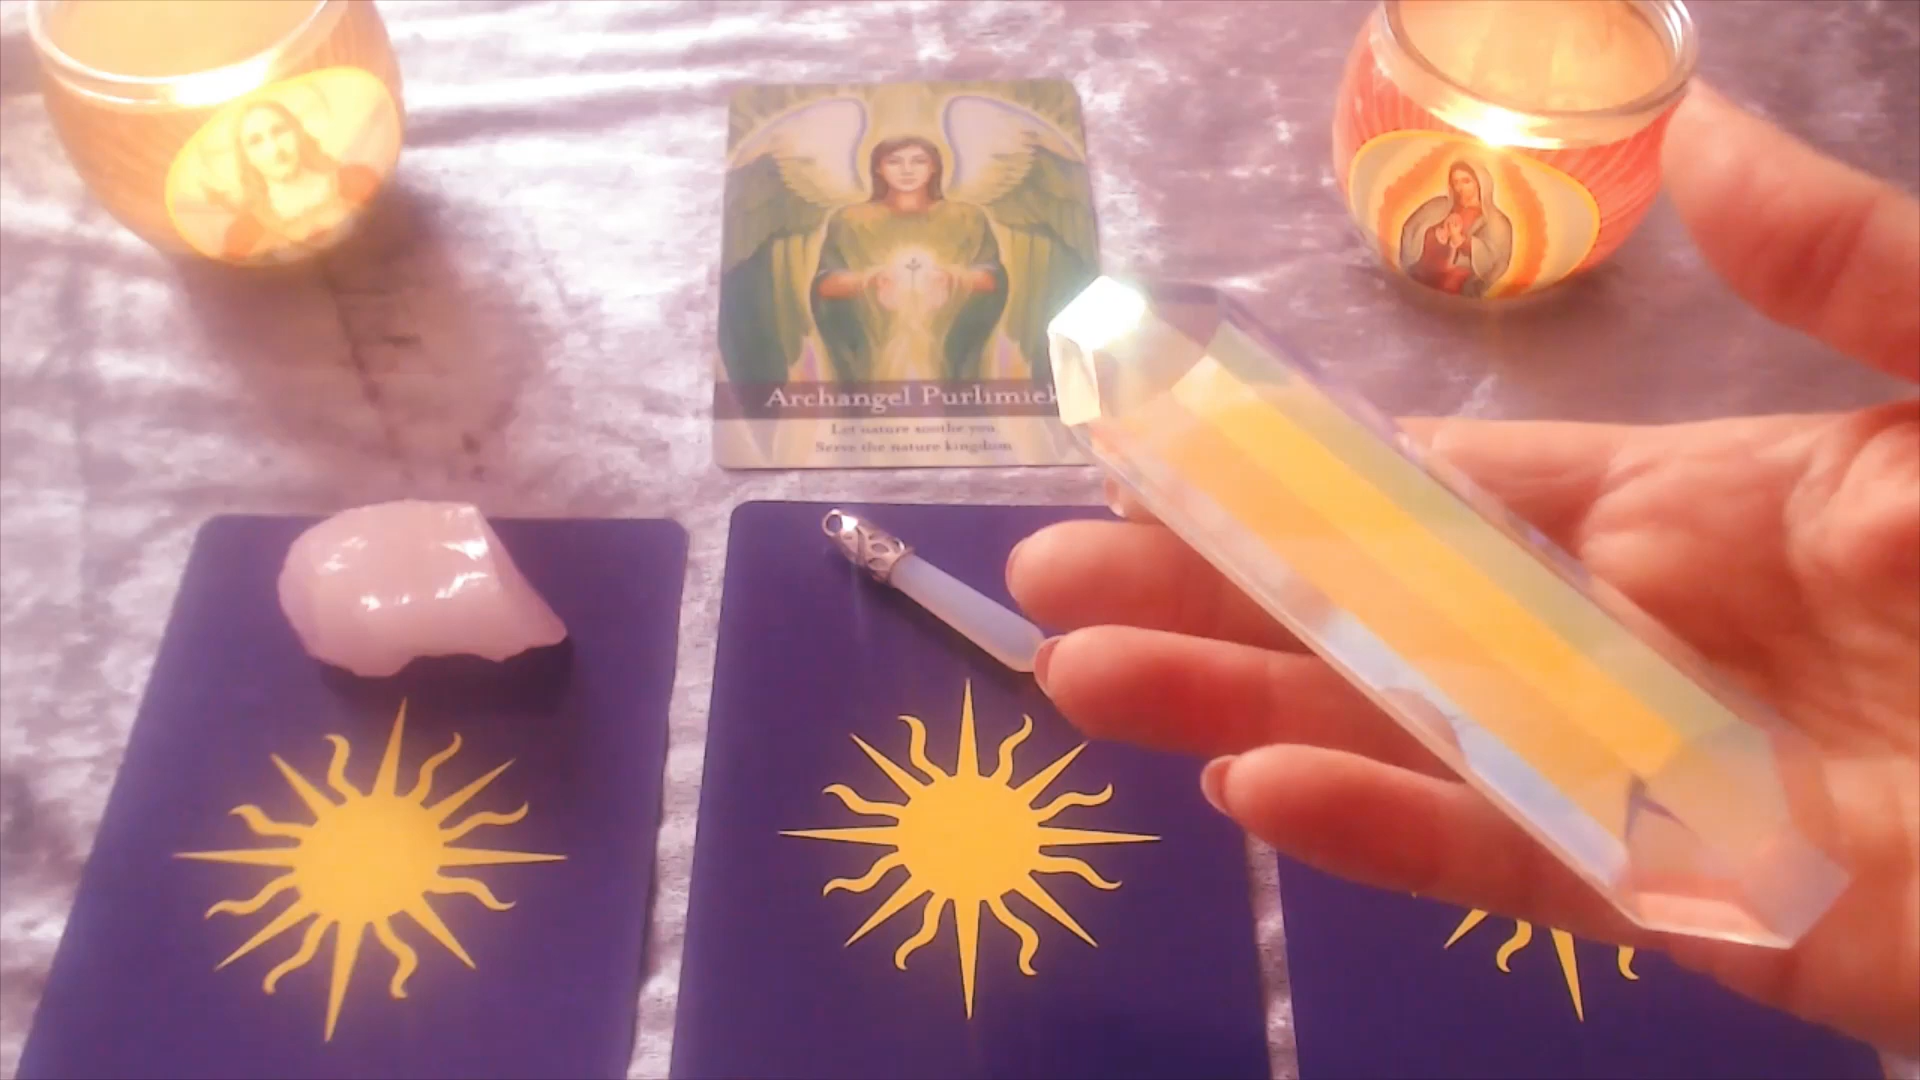 Archangel Purlimiek
Let nature soothe you.
Serve the nature kingdom